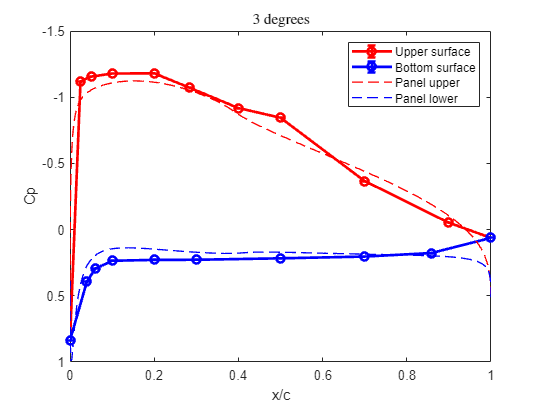 3 degrees
-1.5
-1
-0.5
0
0.5
1
Cp
0
0.2
0.4
0.6
0.8
1
x/c
Upper surface
Bottom surface
Panel upper
Panel lower